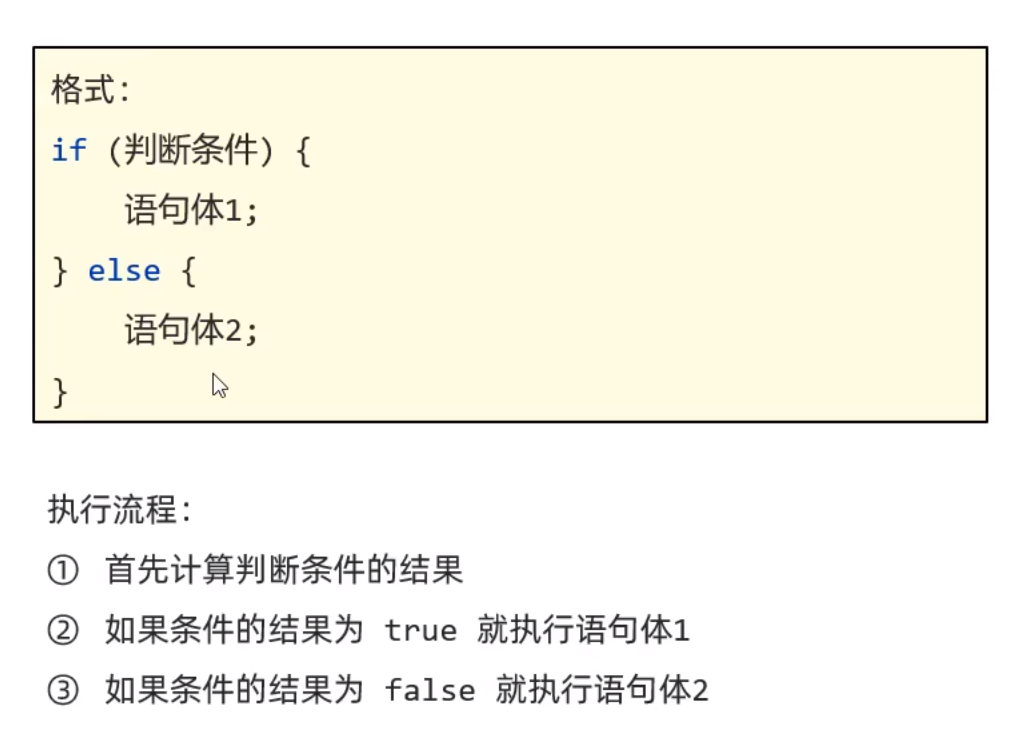 格式：
if (判断条件) {
    语句体1;
} else {
    语句体2;
}
执行流程：
① 首先计算判断条件的结果
② 如果条件的结果为 true 就执行语句体1
③ 如果条件的结果为 false 就执行语句体2